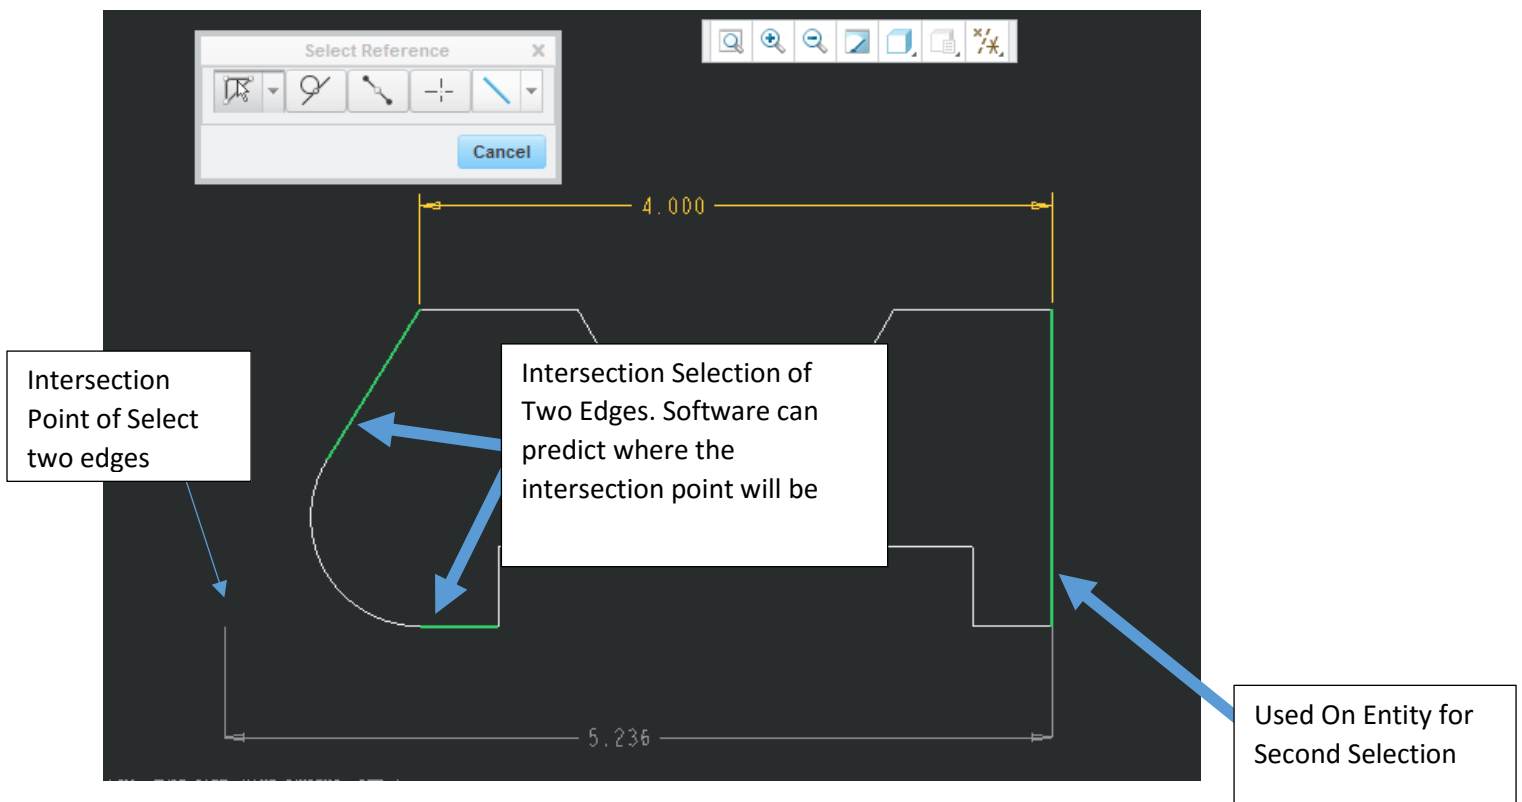 Select Reference
Cancel
4.000
Intersection
Point of Select
two edges
Intersection Selection of
Two Edges. Software can
predict where the
intersection point will be
Used On Entity for
Second Selection
5.236